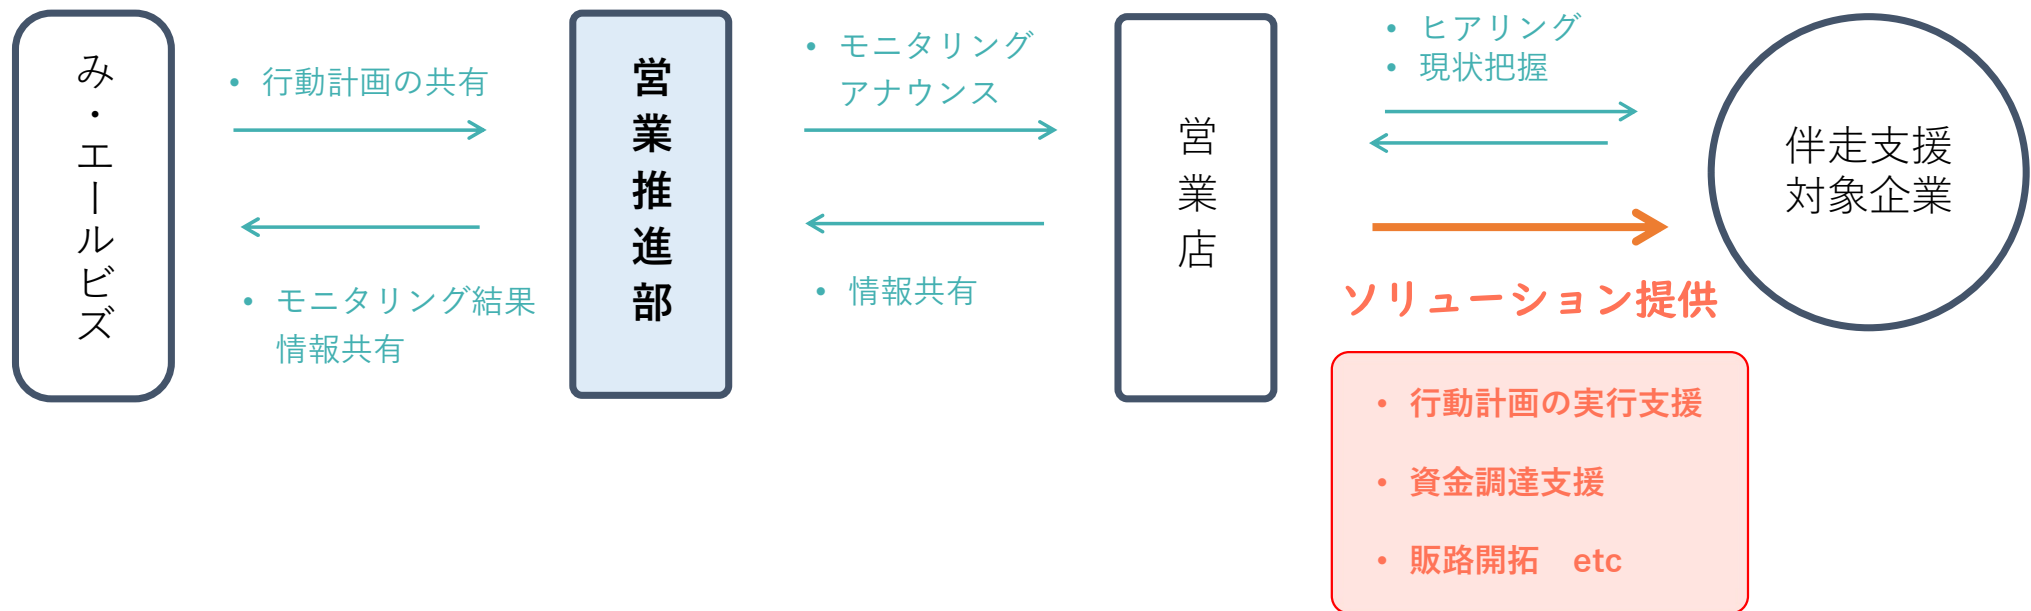 み・エールビズ
• 行動計画の共有
• モニタリング結果
情報共有
営業推進部
• モニタリング
アナウンス
• 情報共有
営業店
• ヒアリング
• 現状把握
ソリューション提供
• 行動計画の実行支援
• 資金調達支援
• 販路開拓　etc
伴走支援
対象企業